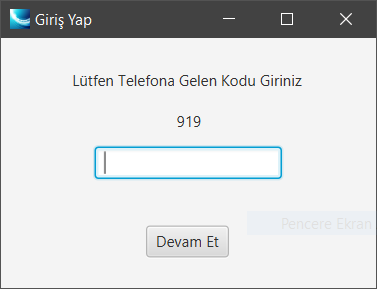 Giriş Yap
Lütfen Telefona Gelen Kodu Giriniz
919
Pencere Ekran
Devam Et